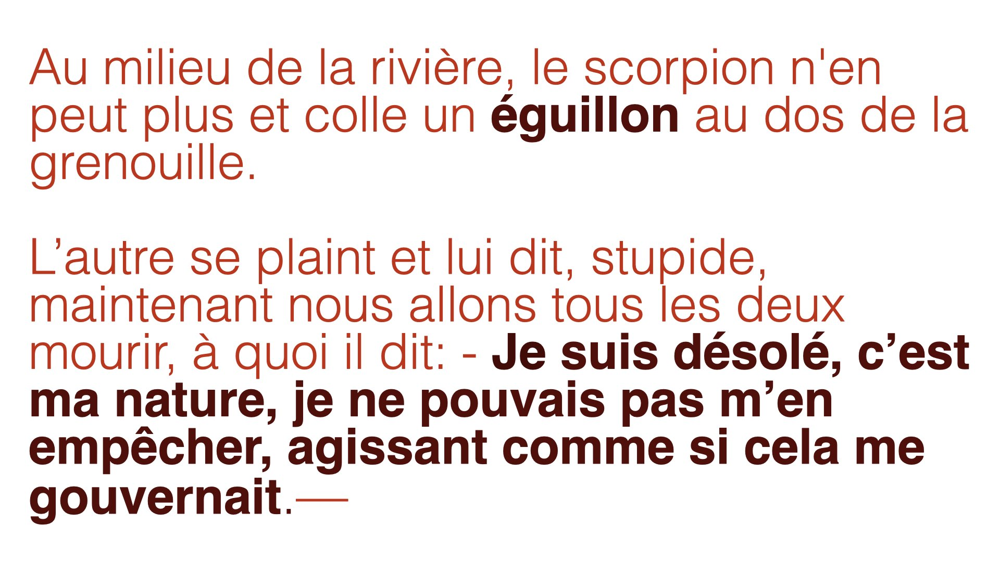 Au milieu de la rivière, le scorpion n'en
peut plus et colle un éguillon au dos de la
grenouille.
L’autre se plaint et lui dit, stupide,
maintenant nous allons tous les deux
mourir, à quoi il dit: - Je suis désolé, c’est
ma nature, je ne pouvais pas m’en
empêcher, agissant comme si cela me
gouvernait.—